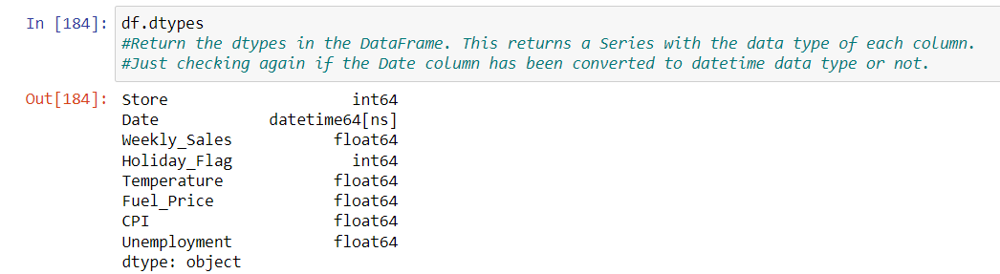 In [184]: df.dtypes
#Return the dtypes in the DataFrame. This returns a Series with the data type of each column.
#Just checking again if the Date column has been converted to datetime data type or not.
Out[184]: Store int64
Date datetime64[ns]
Weekly_Sales float64
Holiday_Flag int64
Temperature float64
Fuel_Price float64
CPI float64
Unemployment float64
dtype: object